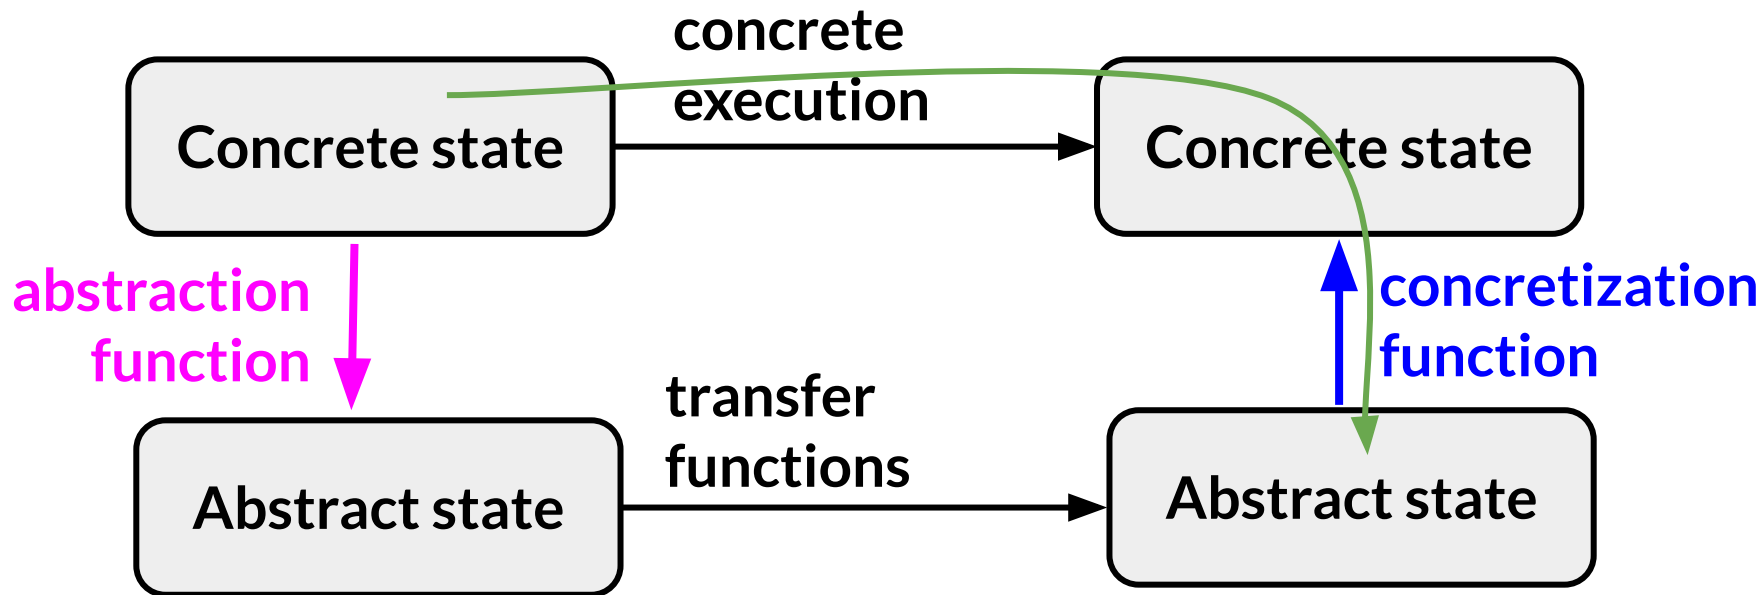 concrete
execution
Concrete state
Concrete state
abstraction
function
concretization
function
transfer
functions
Abstract state
Abstract state